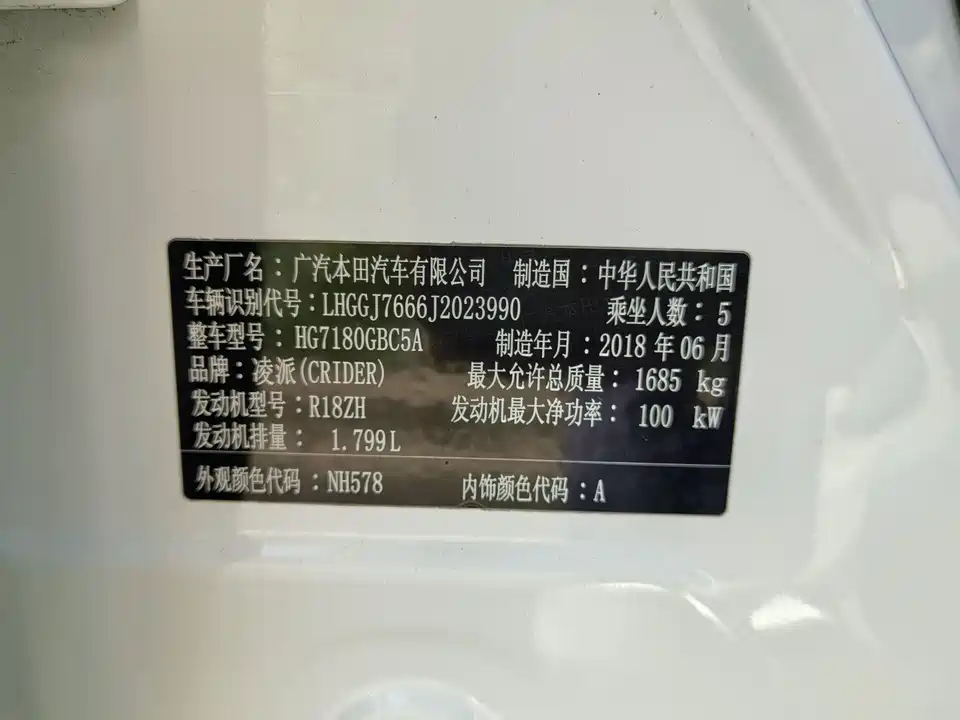 生产厂名：广汽本田汽车有限公司 制造国：中华人民共和国
车辆识别代号：LHGGJ7666J2023990 乘坐人数：5
整车型号：HG7180GBC5A 制造年月：2018 年 06 月
品牌：凌派(CRIDER) 最大允许总质量：1685 kg
发动机型号：R18ZH 发动机最大净功率：100 kW
发动机排量：1.799L
外观颜色代码：NH578 内饰颜色代码：A